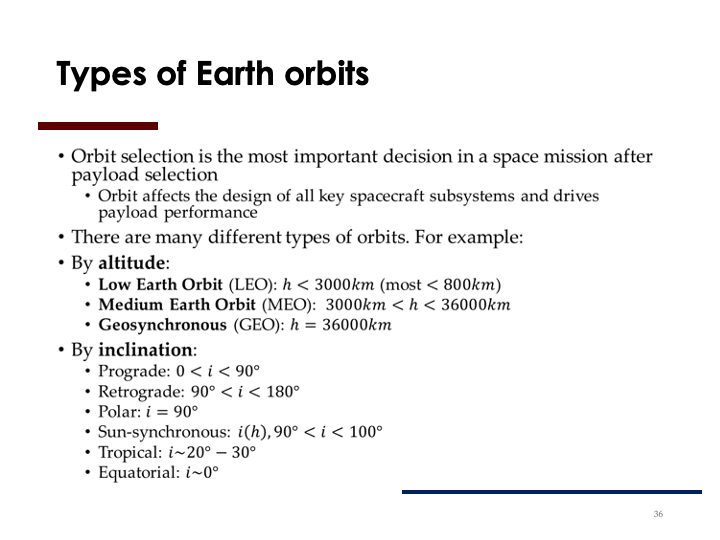 Types of Earth orbits
• Orbit selection is the most important decision in a space mission after
payload selection
• Orbit affects the design of all key spacecraft subsystems and drives
payload performance
• There are many different types of orbits. For example:
• By altitude:
• Low Earth Orbit (LEO): h < 3000km (most < 800km)
• Medium Earth Orbit (MEO): 3000km < h < 36000km
• Geosynchronous (GEO): h = 36000km
• By inclination:
• Prograde: 0 < i < 90°
• Retrograde: 90° < i < 180°
• Polar: i = 90°
• Sun-synchronous: i(h), 90° < i < 100°
• Tropical: i~20° − 30°
• Equatorial: i~0°
36